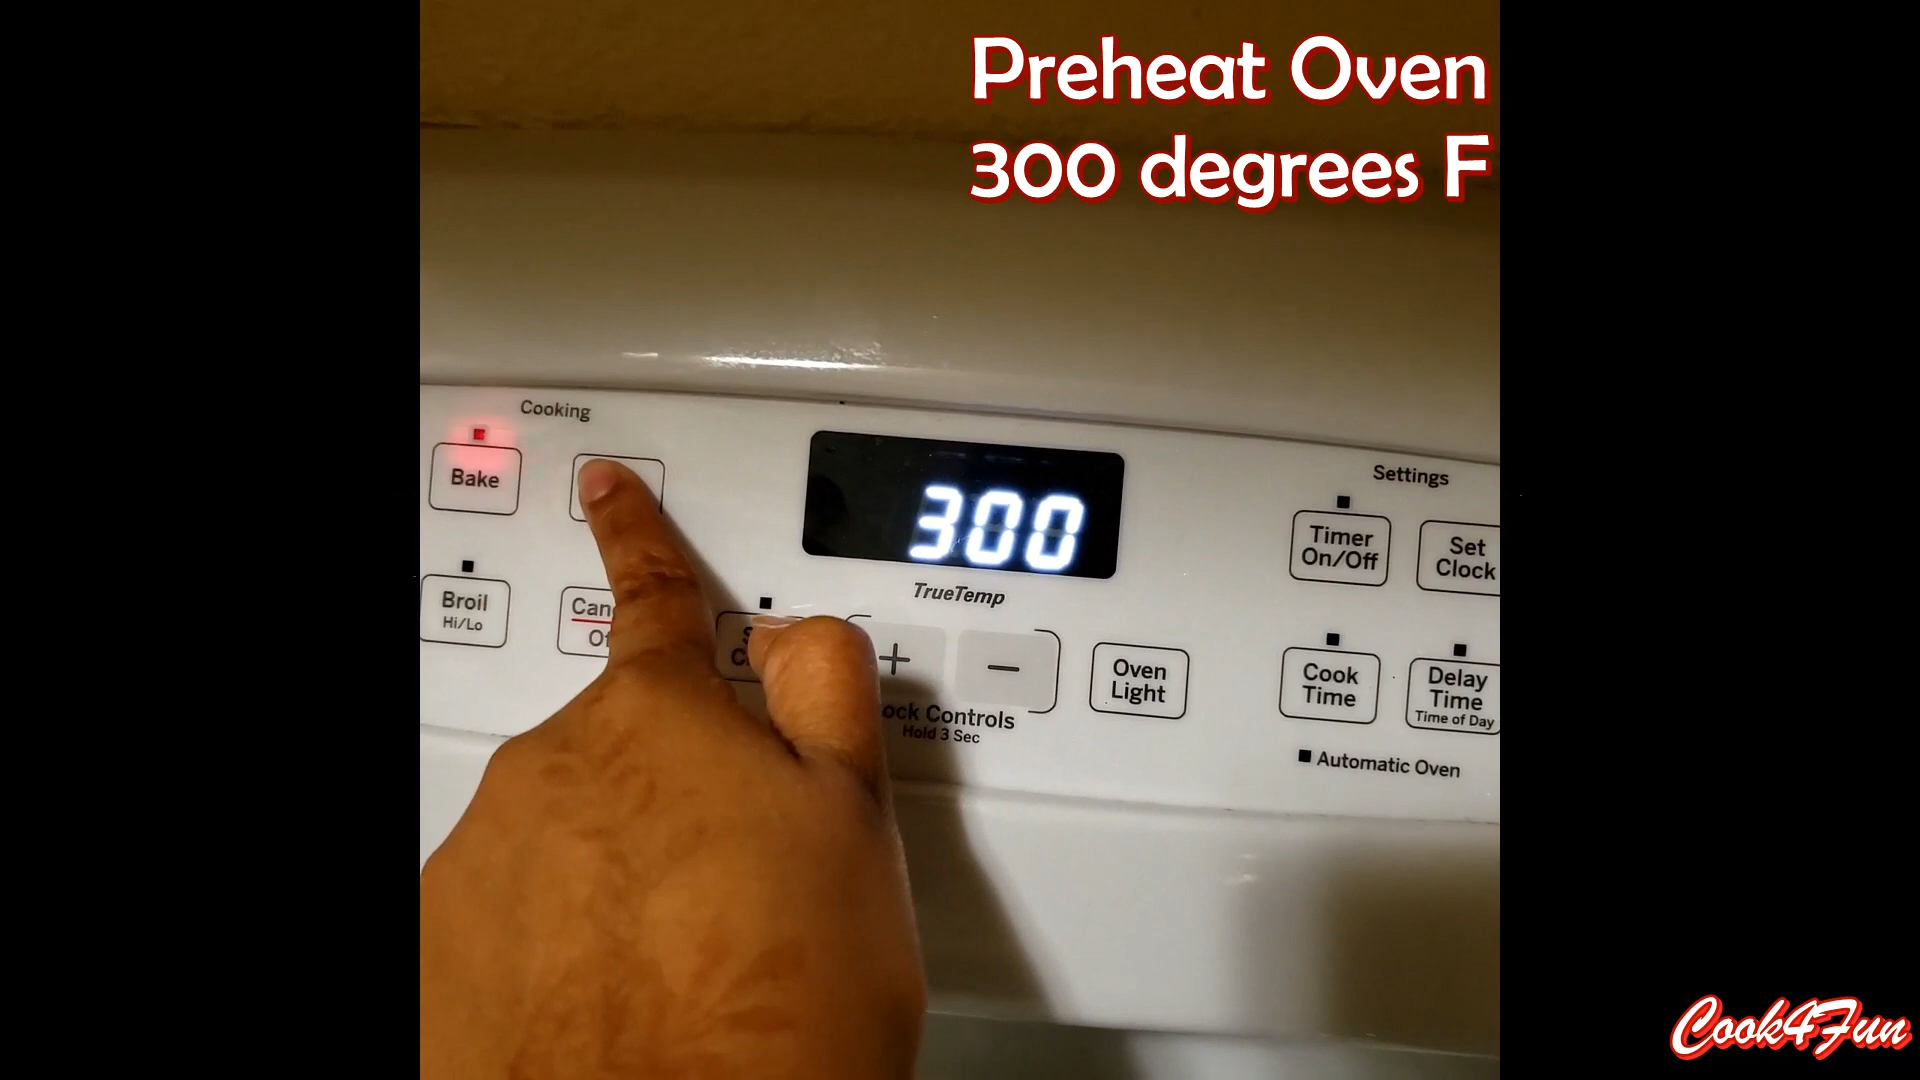 Preheat Oven
300 degrees F
Cooking
Bake
300
TrueTemp
Settings
Timer
On/Off
Set
Clock
Broil
Hi/Lo
+
−
Oven
Light
Cook
Time
Delay
Time
Time of Day
Controls
Hold 3 Sec
Automatic Oven
Cook4Fun